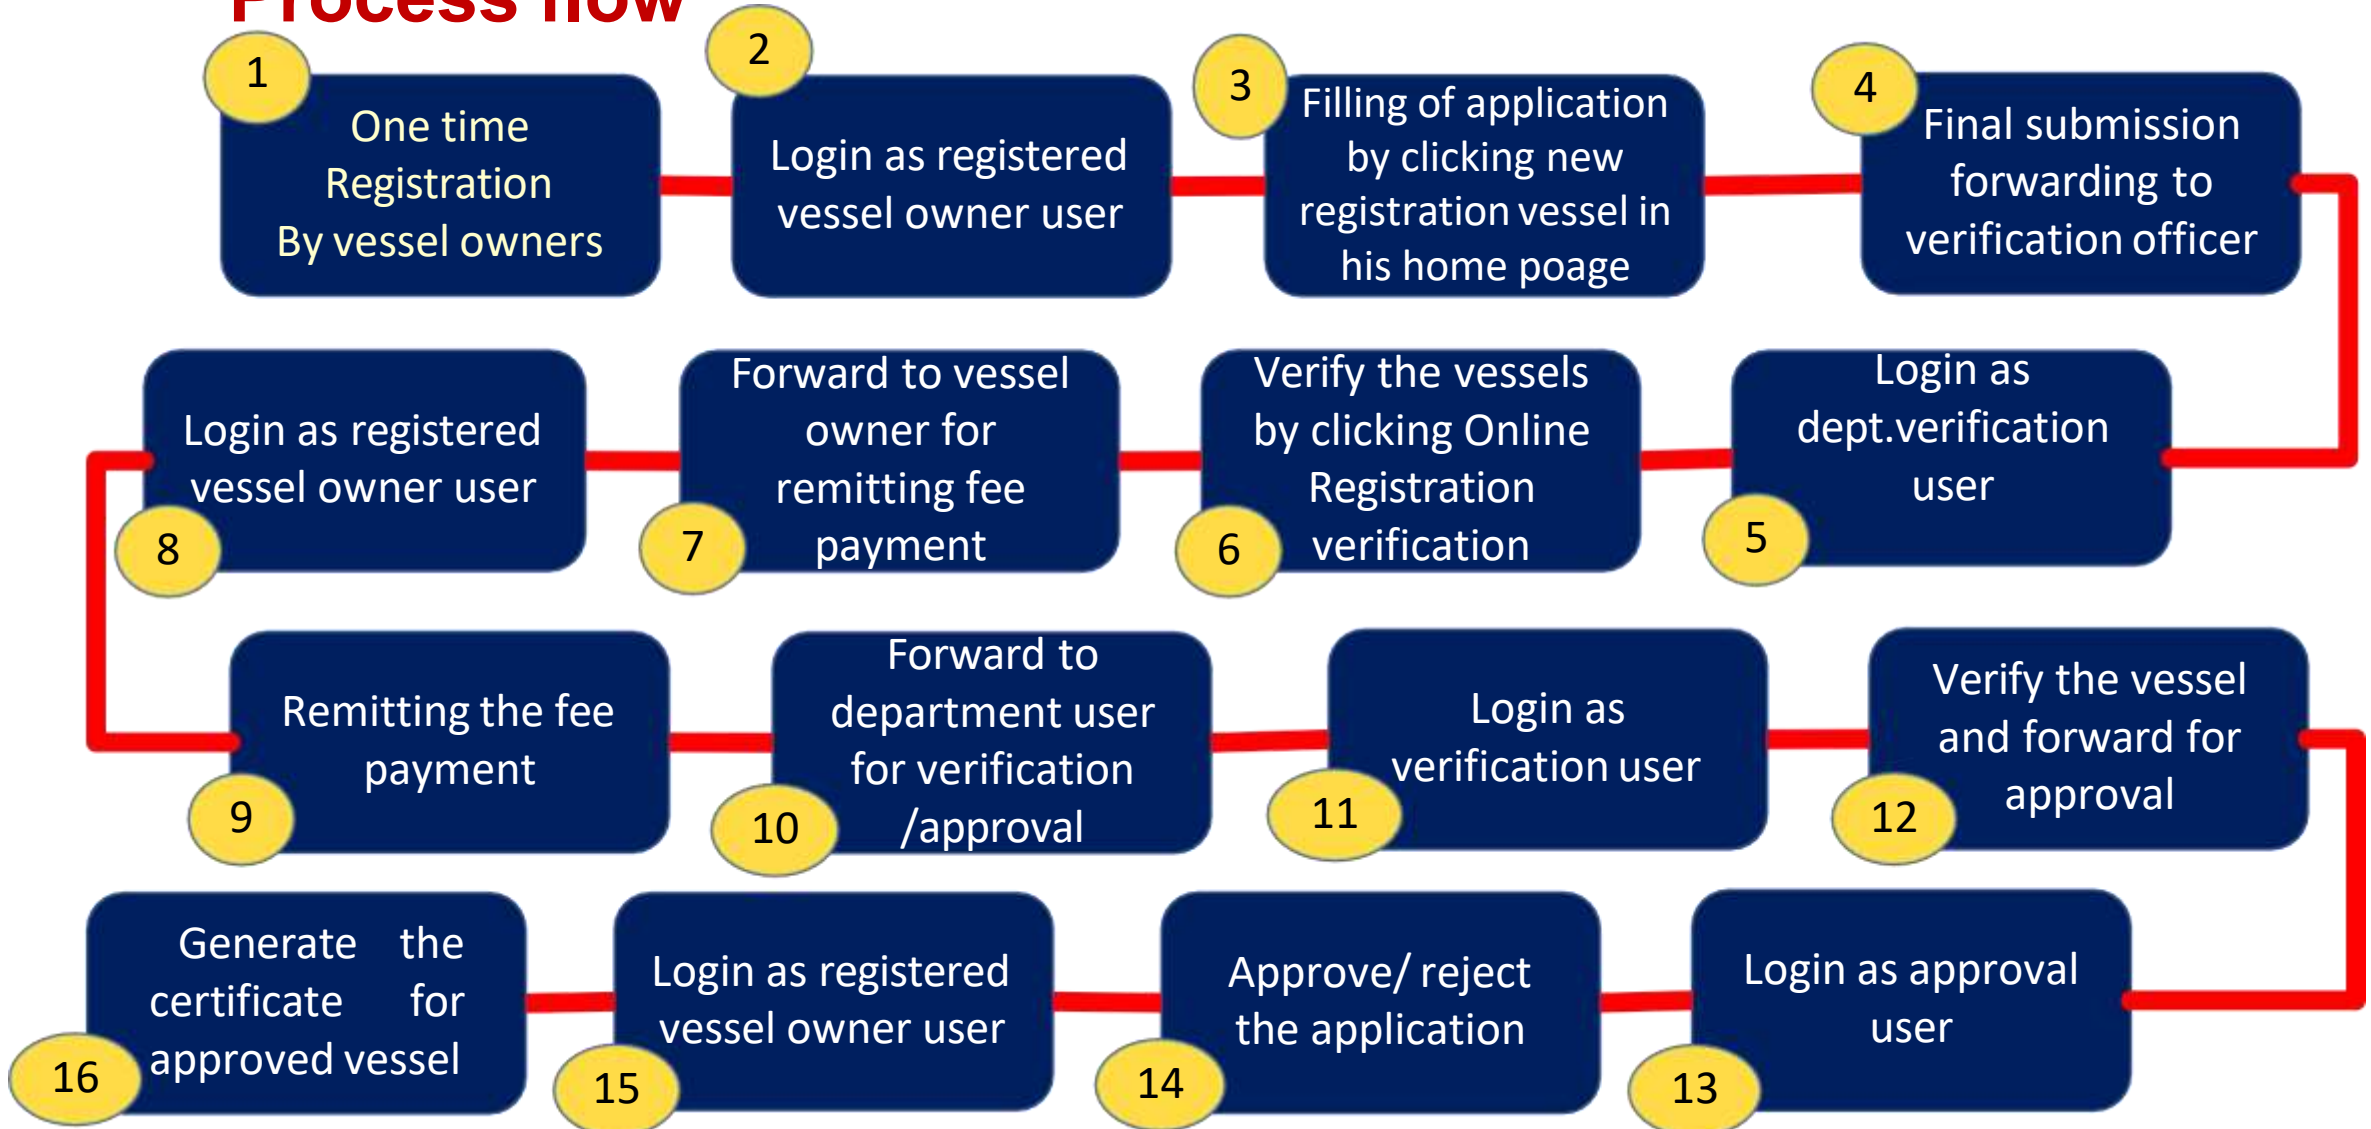 Process flow
1
One time
Registration
By vessel owners
2
Login as registered
vessel owner user
3
Filling of application
by clicking new
registration vessel in
his home poage
4
Final submission
forwarding to
verification officer
5
Login as
dept.verification
user
6
Verify the vessels
by clicking Online
Registration
verification
7
Forward to vessel
owner for
remitting fee
payment
8
Login as registered
vessel owner user
9
Remitting the fee
payment
10
Forward to
department user
for verification
/approval
11
Login as
verification user
12
Verify the vessel
and forward for
approval
13
Login as approval
user
14
Approve/ reject
the application
15
Login as registered
vessel owner user
16
Generate the
certificate for
approved vessel